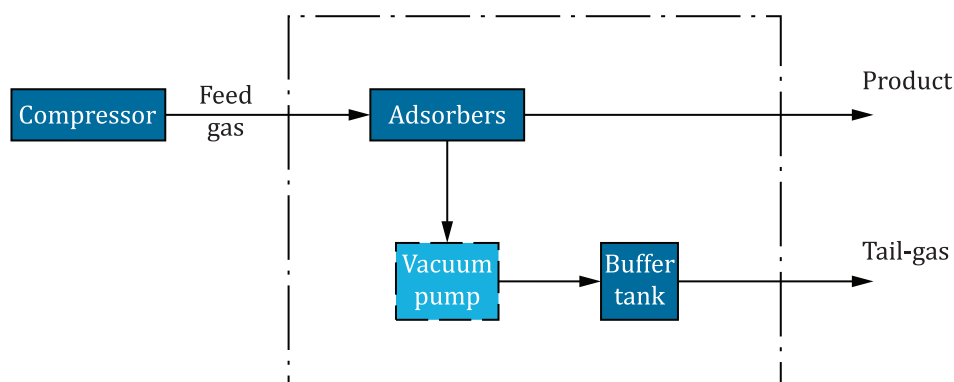 Compressor
Feed
gas
Adsorbers
Product
Vacuum
pump
Buffer
tank
Tail-gas